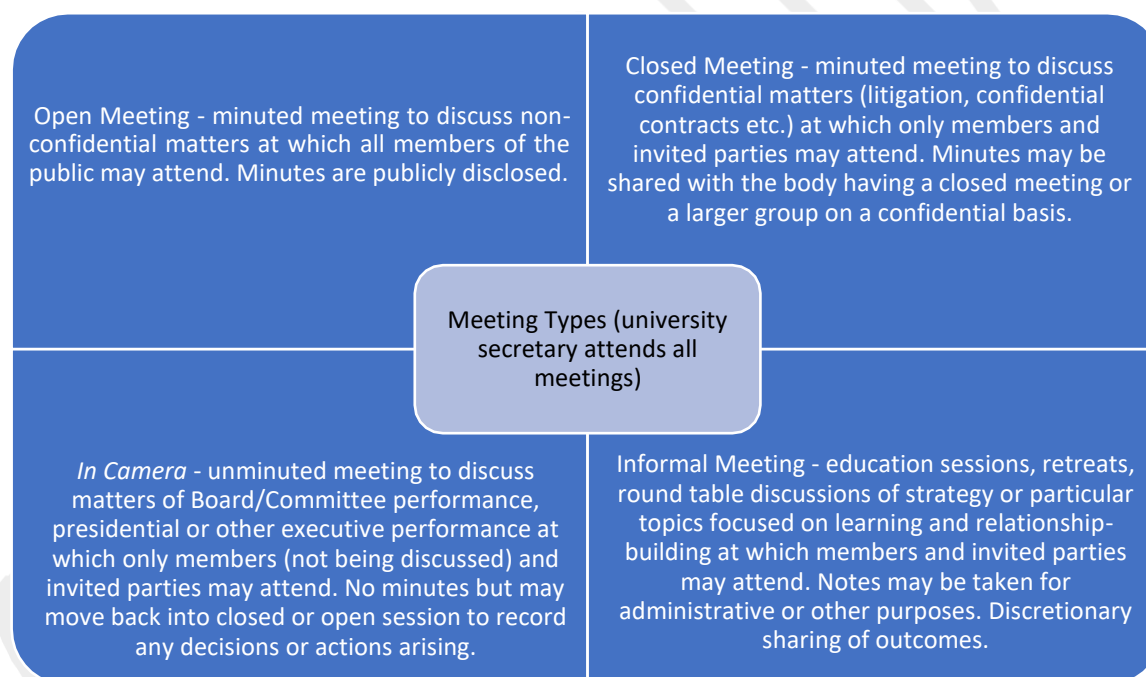 Open Meeting - minuted meeting to discuss non-
confidential matters at which all members of the
public may attend. Minutes are publicly disclosed.
Closed Meeting - minuted meeting to discuss
confidential matters (litigation, confidential
contracts etc.) at which only members and
invited parties may attend. Minutes may be
shared with the body having a closed meeting or
a larger group on a confidential basis.
Meeting Types (university
secretary attends all
meetings)
In Camera - unminuted meeting to discuss
matters of Board/Committee performance,
presidential or other executive performance at
which only members (not being discussed) and
invited parties may attend. No minutes but may
move back into closed or open session to record
any decisions or actions arising.
Informal Meeting - education sessions, retreats,
round table discussions of strategy or particular
topics focused on learning and relationship-
building at which members and invited parties
may attend. Notes may be taken for
administrative or other purposes. Discretionary
sharing of outcomes.